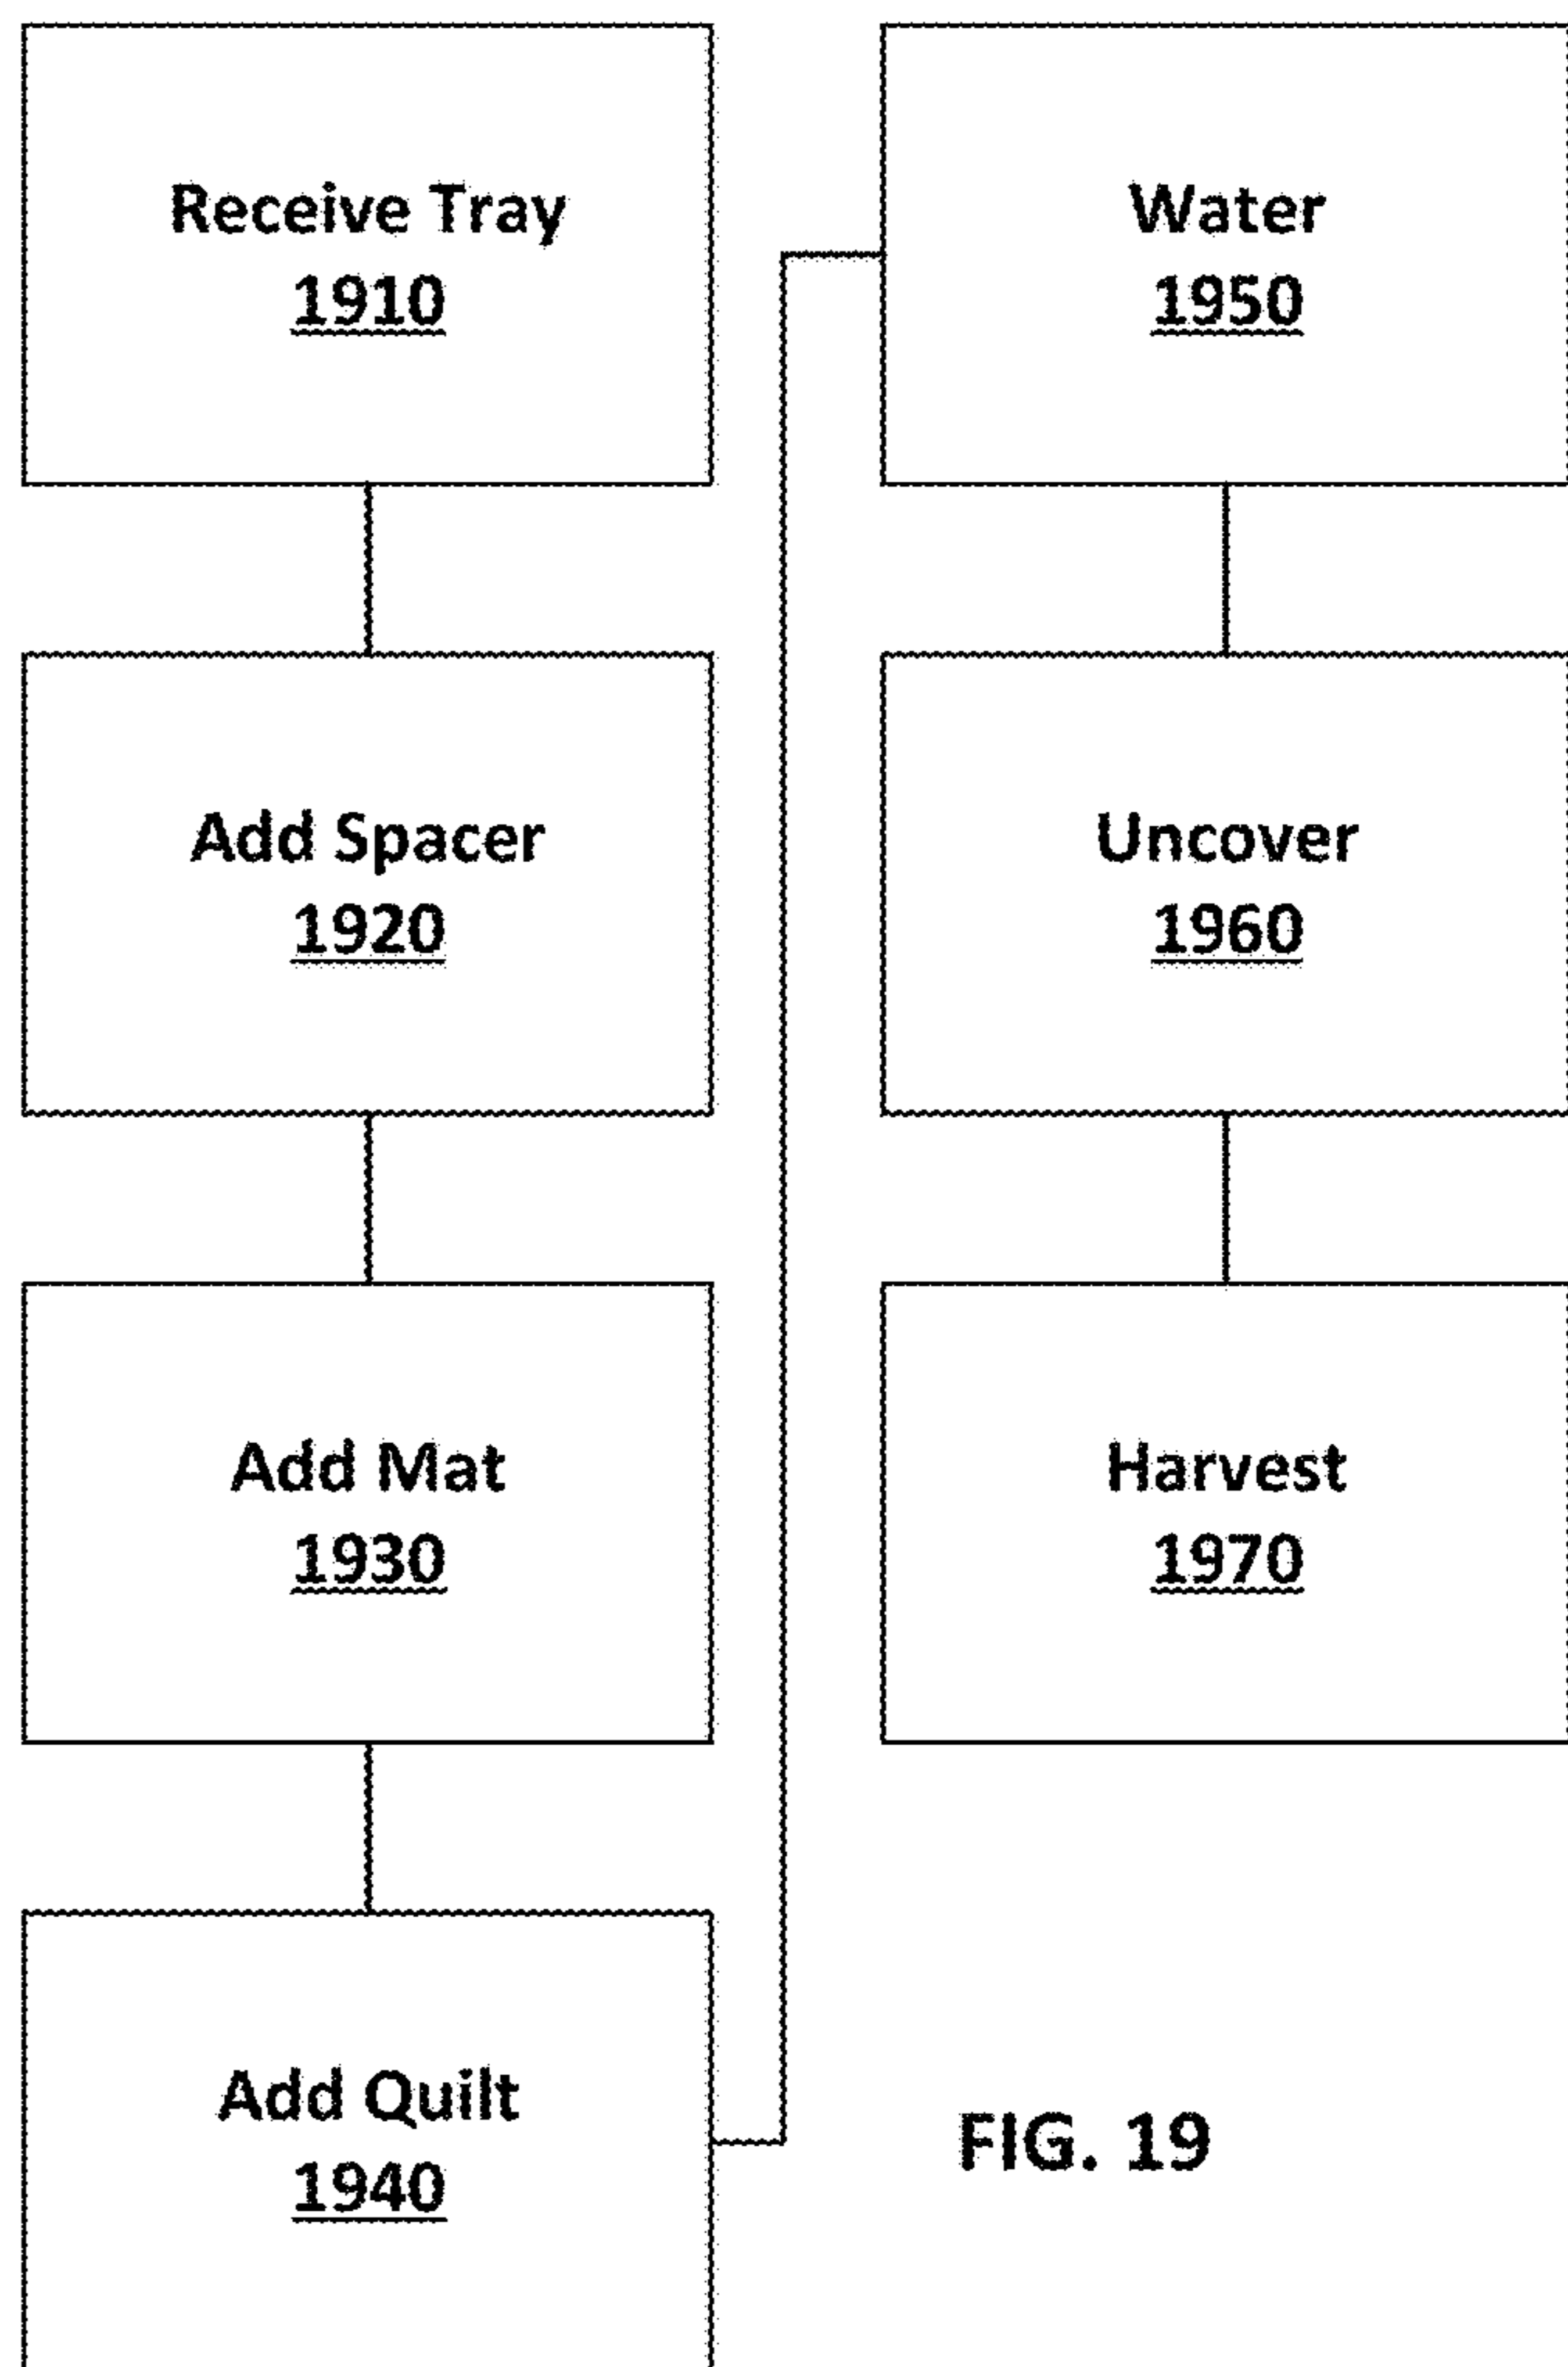 Receive Tray
1910
Add Spacer
1920
Add Mat
1930
Add Quilt
1940
Water
1950
Uncover
1960
Harvest
1970
FIG. 19